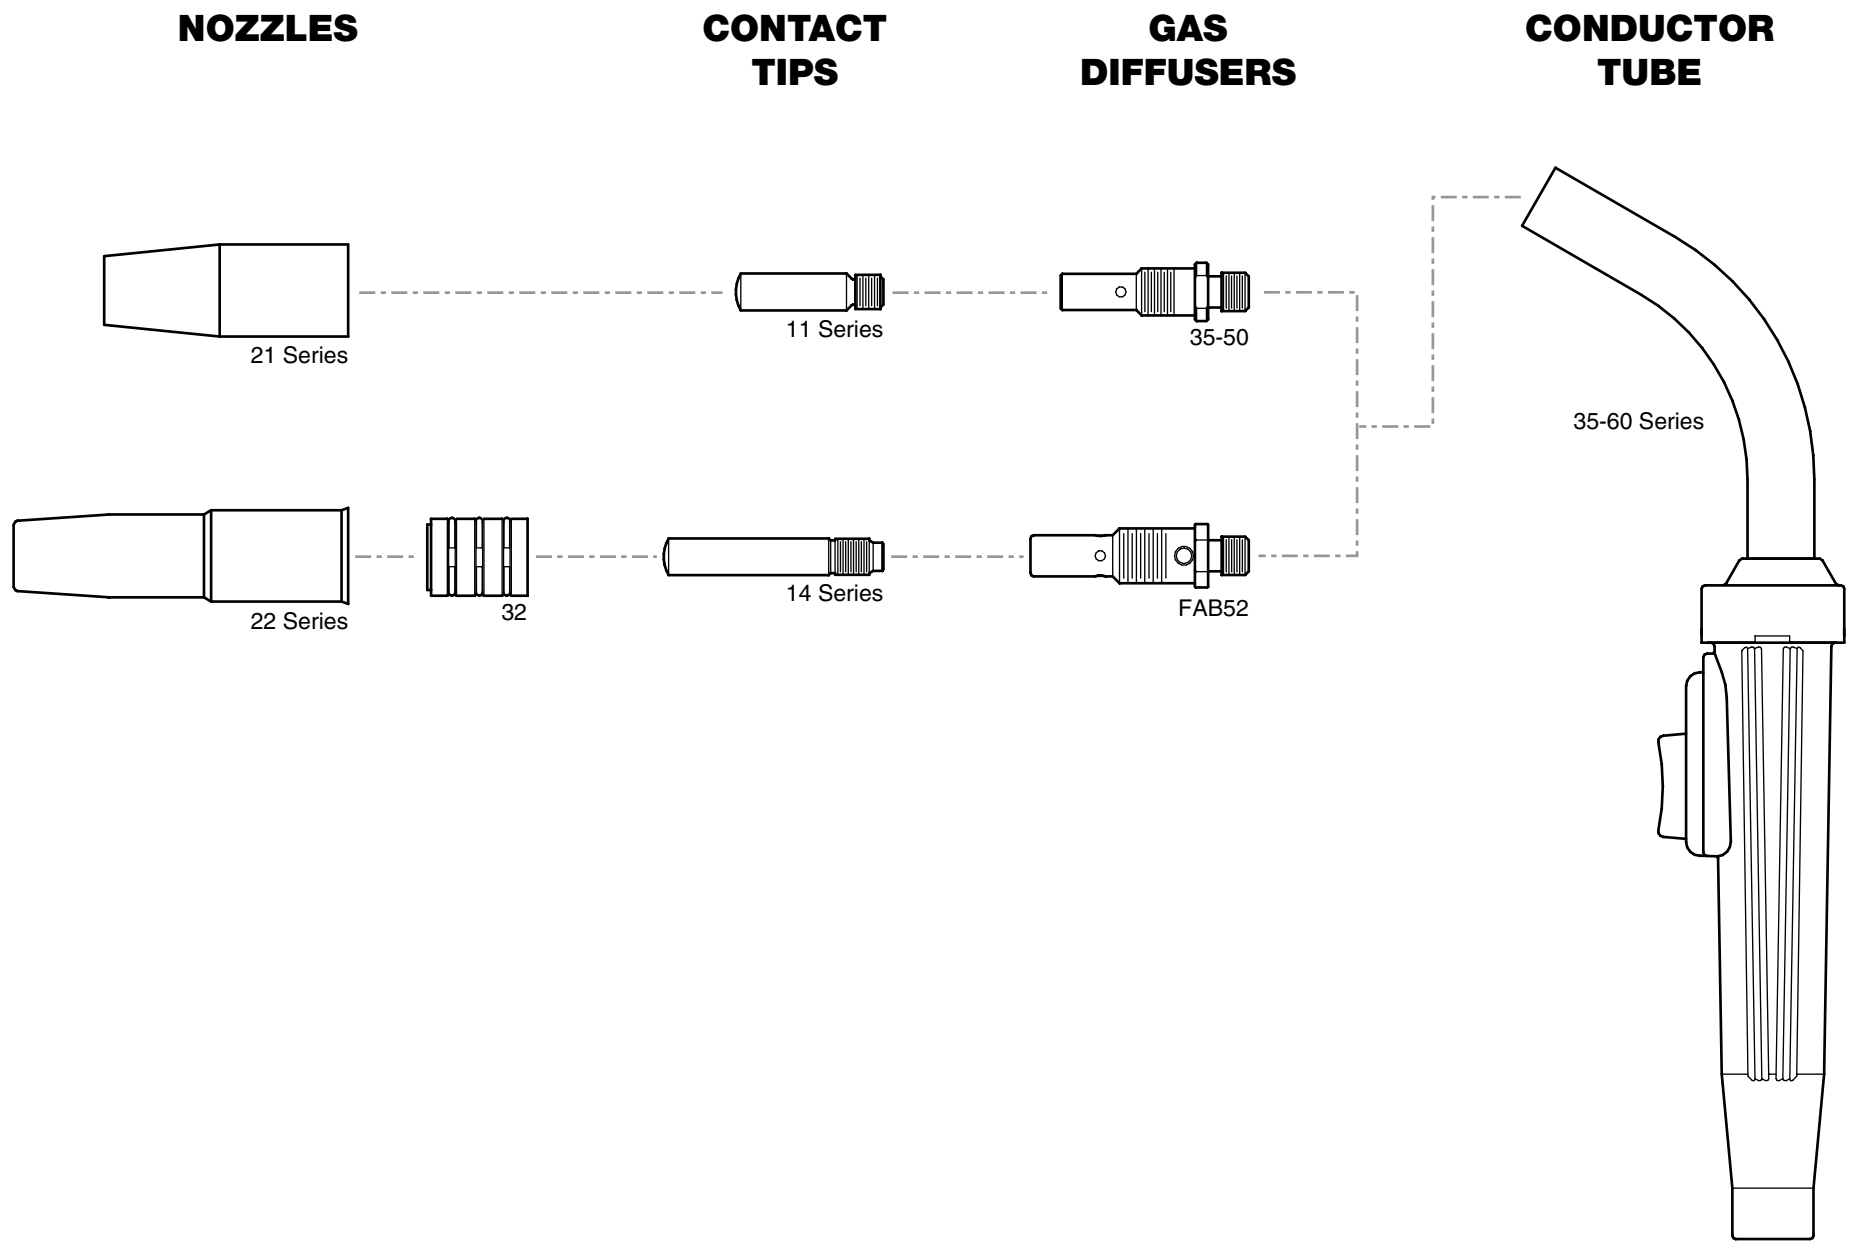 NOZZLES
CONTACT
TIPS
GAS
DIFFUSERS
CONDUCTOR
TUBE
21 Series
11 Series
35-50
35-60 Series
22 Series
32
14 Series
FAB52